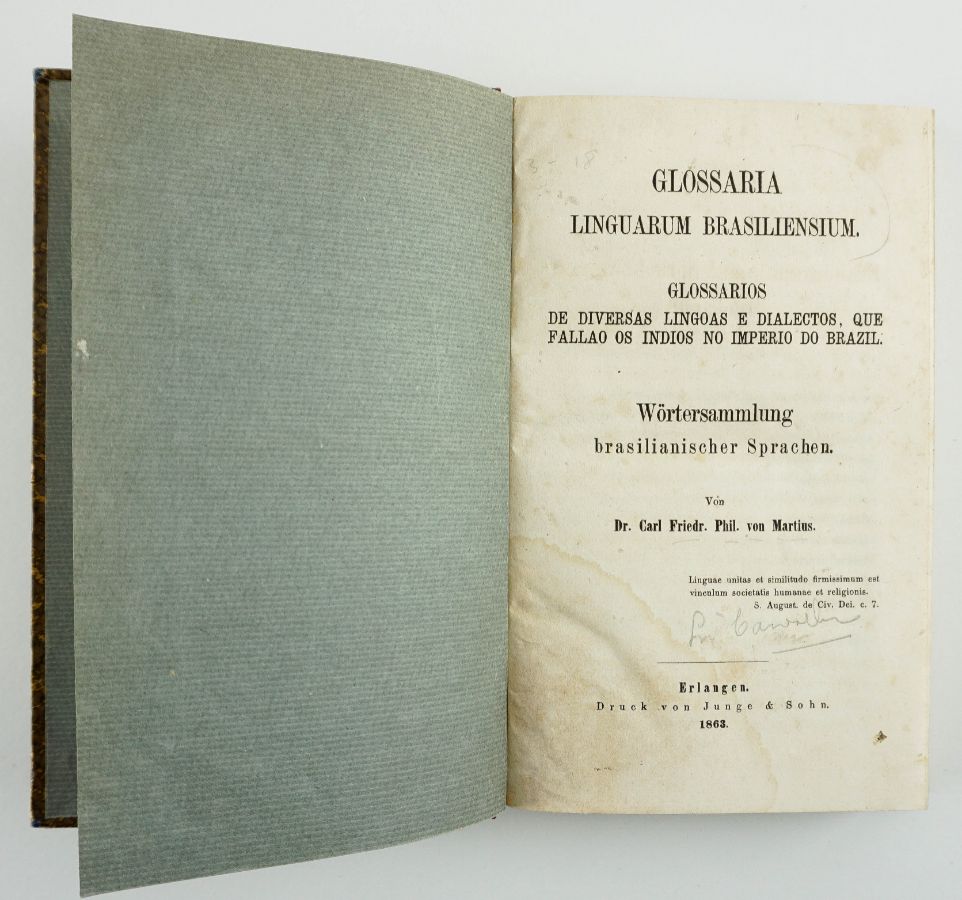 3 - 18
GLOSSARIA
LINGUARUM BRASILIENSIUM.
GLOSSARIOS
DE DIVERSAS LINGOAS E DIALECTOS, QUE
FALLAO OS INDIOS NO IMPERIO DO BRAZIL.
Wörtersammlung
brasilianischer Sprachen.
Von
Dr. Carl Friedr. Phil. von Martius.
Linguae unitas et similitudo firmissimum est
vinculum societatis humanae et religionis.
S. August. de Civ. Dei. c. 7.
Erlangen.
Druck von Junge & Sohn.
1863.